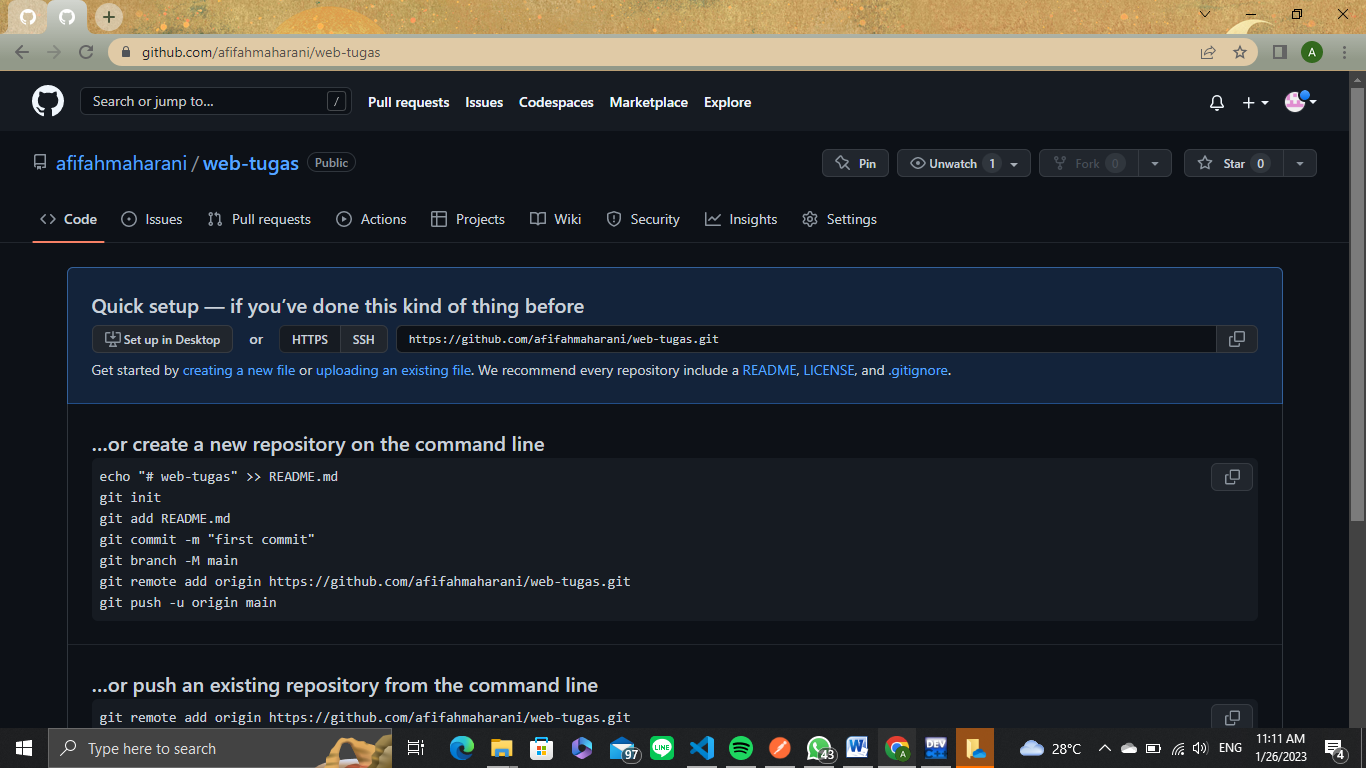 github.com/afifahmaharani/web-tugas
A
Search or jump to...
/
Pull requests
Issues
Codespaces
Marketplace
Explore
afifahmaharani / web-tugas
Public
Pin
Unwatch 1
Fork 0
Star 0
Code
Issues
Pull requests
Actions
Projects
Wiki
Security
Insights
Settings
Quick setup — if you’ve done this kind of thing before
Set up in Desktop
or
HTTPS
SSH
https://github.com/afifahmaharani/web-tugas.git
Get started by creating a new file or uploading an existing file. We recommend every repository include a README, LICENSE, and .gitignore.
…or create a new repository on the command line
echo "# web-tugas" >> README.md
git init
git add README.md
git commit -m "first commit"
git branch -M main
git remote add origin https://github.com/afifahmaharani/web-tugas.git
git push -u origin main
…or push an existing repository from the command line
git remote add origin https://github.com/afifahmaharani/web-tugas.git
Type here to search
97
LINE
43
W
A
DEV
28°C
ENG
11:11 AM
1/26/2023
4